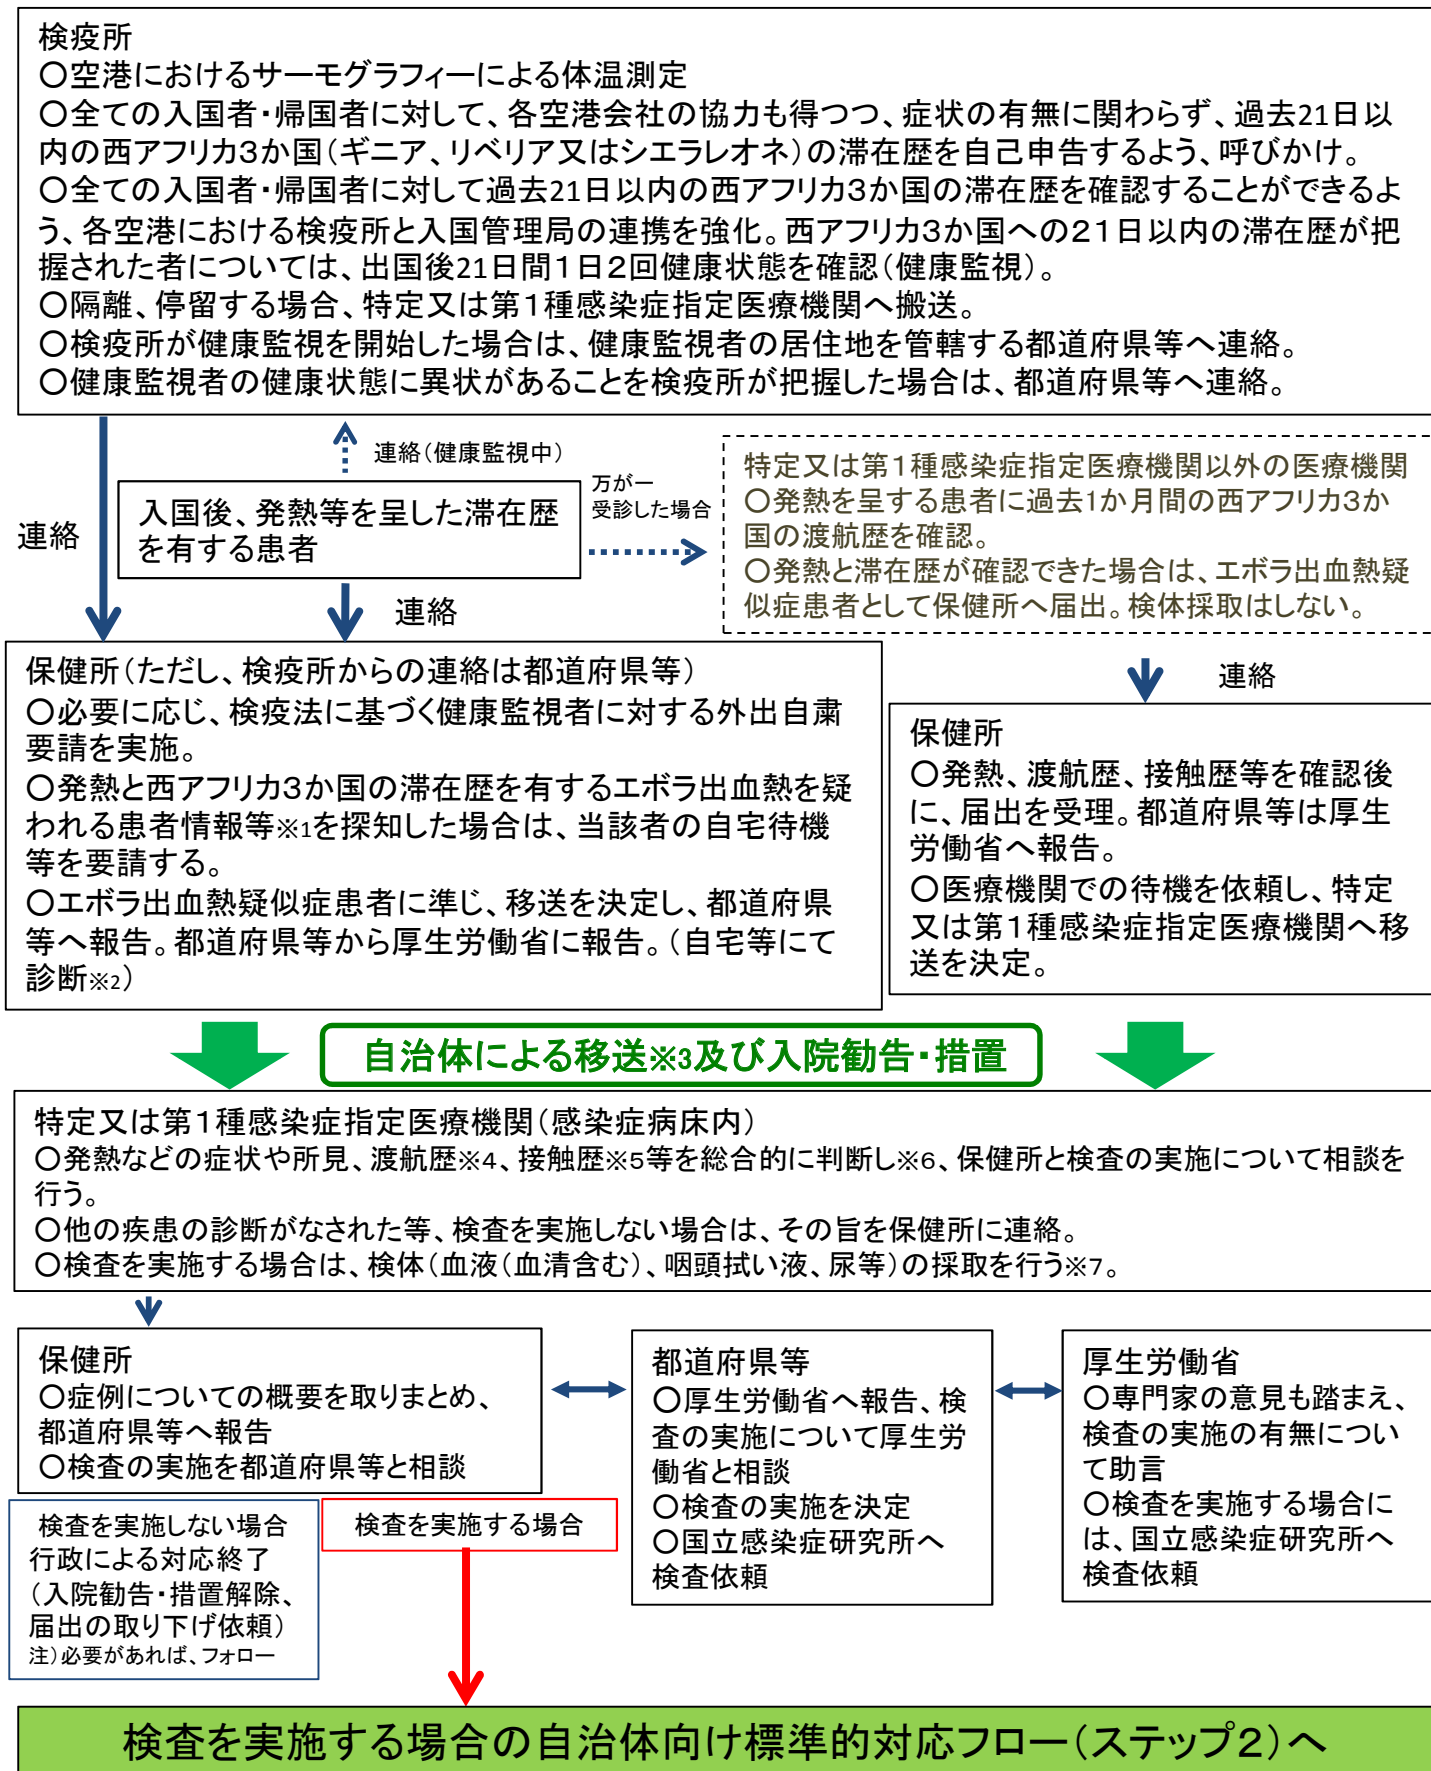 検疫所
○空港におけるサーモグラフィーによる体温測定
○全ての入国者・帰国者に対して、各空港会社の協力も得つつ、症状の有無に関わらず、過去21日以
内の西アフリカ3か国(ギニア、リベリア又はシエラレオネ)の滞在歴を自己申告するよう、呼びかけ。
○全ての入国者・帰国者に対して過去21日以内の西アフリカ3か国の滞在歴を確認することができるよ
う、各空港における検疫所と入国管理局の連携を強化。西アフリカ3か国への21日以内の滞在歴が把
握された者については、出国後21日間1日2回健康状態を確認(健康監視)。
○隔離、停留する場合、特定又は第1種感染症指定医療機関へ搬送。
○検疫所が健康監視を開始した場合は、健康監視者の居住地を管轄する都道府県等へ連絡。
○健康監視者の健康状態に異状があることを検疫所が把握した場合は、都道府県等へ連絡。
連絡
連絡(健康監視中)
入国後、発熱等を呈した滞在歴
を有する患者
万が一
受診した場合
特定又は第1種感染症指定医療機関以外の医療機関
○発熱を呈する患者に過去1か月間の西アフリカ3か
国の渡航歴を確認。
○発熱と滞在歴が確認できた場合は、エボラ出血熱疑
似症患者として保健所へ届出。検体採取はしない。
連絡
連絡
保健所(ただし、検疫所からの連絡は都道府県等)
○必要に応じ、検疫法に基づく健康監視者に対する外出自粛
要請を実施。
○発熱と西アフリカ3か国の滞在歴を有するエボラ出血熱を疑
われる患者情報等※1を探知した場合は、当該者の自宅待機
等を要請する。
○エボラ出血熱疑似症患者に準じ、移送を決定し、都道府県
等へ報告。都道府県等から厚生労働省に報告。(自宅等にて
診断※2)
保健所
○発熱、渡航歴、接触歴等を確認後
に、届出を受理。都道府県等は厚生
労働省へ報告。
○医療機関での待機を依頼し、特定
又は第1種感染症指定医療機関へ移
送を決定。
自治体による移送※3及び入院勧告・措置
特定又は第1種感染症指定医療機関(感染症病床内)
○発熱などの症状や所見、渡航歴※4、接触歴※5等を総合的に判断し※6、保健所と検査の実施について相談を
行う。
○他の疾患の診断がなされた等、検査を実施しない場合は、その旨を保健所に連絡。
○検査を実施する場合は、検体(血液(血清含む)、咽頭拭い液、尿等)の採取を行う※7。
保健所
○症例についての概要を取りまとめ、
都道府県等へ報告
○検査の実施を都道府県等と相談
都道府県等
○厚生労働省へ報告、検
査の実施について厚生労
働省と相談
○検査の実施を決定
○国立感染症研究所へ
検査依頼
厚生労働省
○専門家の意見も踏まえ、
検査の実施の有無につい
て助言
○検査を実施する場合に
は、国立感染症研究所へ
検査依頼
検査を実施しない場合
行政による対応終了
(入院勧告・措置解除、
届出の取り下げ依頼)
注)必要があれば、フォロー
検査を実施する場合
検査を実施する場合の自治体向け標準的対応フロー(ステップ2)へ